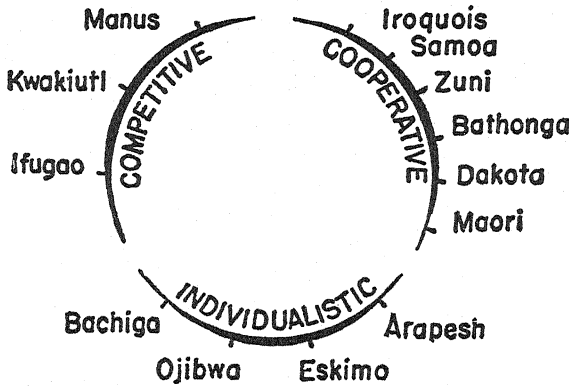 Manus
Kwakiutl
Ifugao
COMPETITIVE
Iroquois
Samoa
Zuni
Bathonga
Dakota
Maori
COOPERATIVE
INDIVIDUALISTIC
Bachiga
Ojibwa
Eskimo
Arapesh